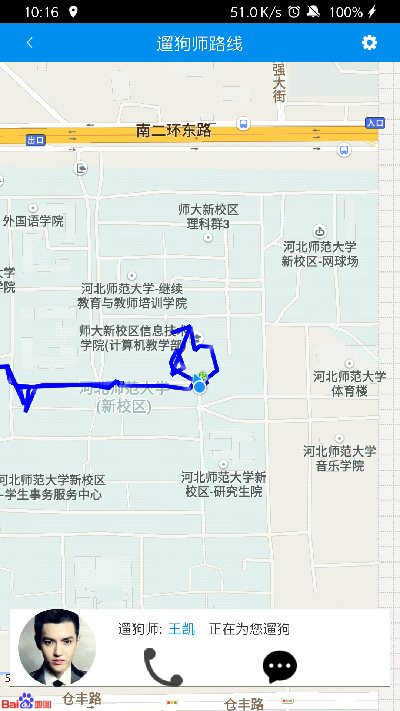 10:16 51.0 K/s 100%
遛狗师路线
强大街
南二环东路
入口
出口
外国语学院
师大新校区
理科群3
河北师范大学
新校区-网球场
大学
学院
河北师范大学-继续
教育与教师培训学院
师大新校区信息技术
学院(计算机教学部
河北师范大学
(新校区)
河北师范大学
体育楼
河北师范大学
音乐学院
河北师范大学新校区
-学生事务服务中心
河北师范大学新
校区-研究生院
遛狗师: 王凯 正在为您遛狗
5
Bai 地图
仓丰路
仓丰路